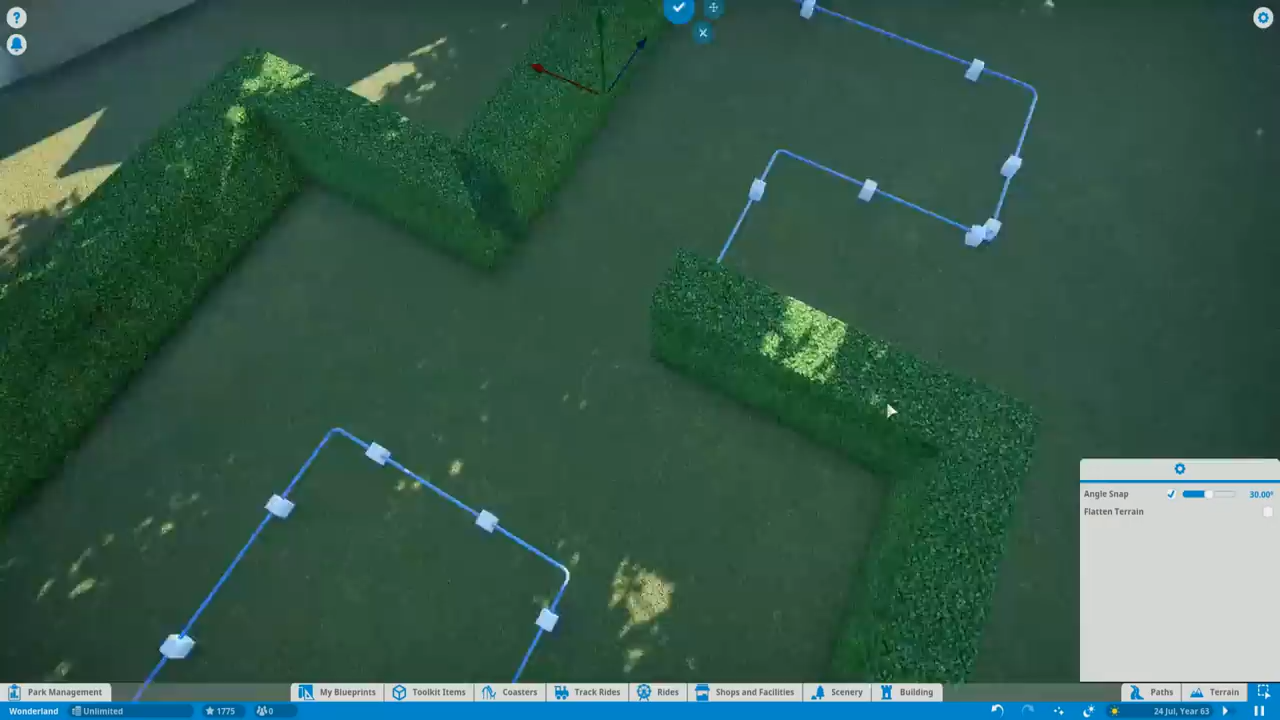 ?
Angle Snap 30.00°
Flatten Terrain
Park Management My Blueprints Toolkit Items Coasters Track Rides Rides Shops and Facilities Scenery Building Paths Terrain
Wonderland Unlimited 1775 0 24 Jul, Year 63